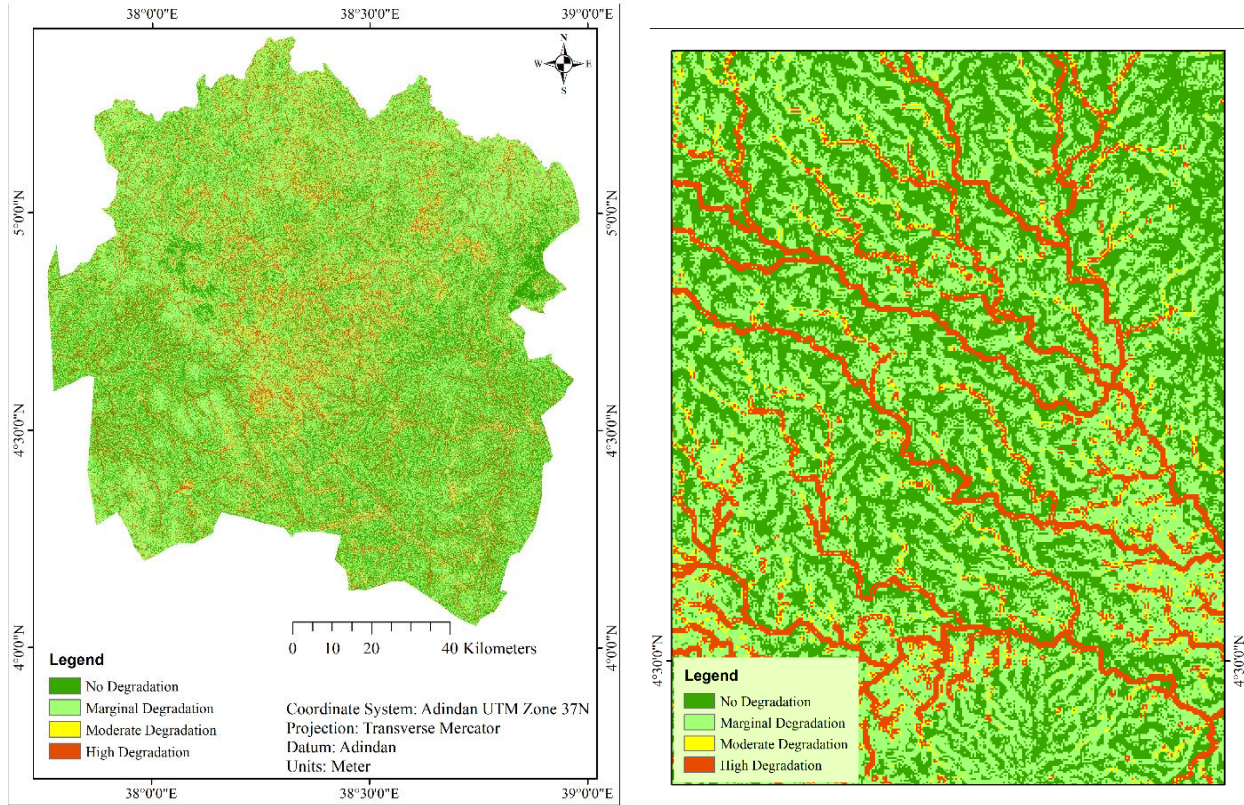 38°0'0"E
38°30'0"E
39°0'0"E
N
W
E
S
5°0'0"N
5°0'0"N
4°30'0"N
4°30'0"N
4°0'0"N
4°0'0"N
0
10
20
40 Kilometers
Legend
No Degradation
Marginal Degradation
Moderate Degradation
High Degradation
Coordinate System: Adindan UTM Zone 37N
Projection: Transverse Mercator
Datum: Adindan
Units: Meter
38°0'0"E
38°30'0"E
39°0'0"E
4°30'0"N
4°30'0"N
Legend
No Degradation
Marginal Degradation
Moderate Degradation
High Degradation